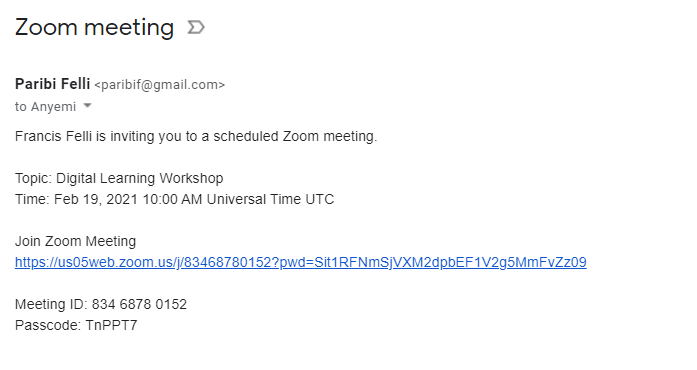 Zoom meeting
Paribi Felli <paribif@gmail.com>
to Anyemi
Francis Felli is inviting you to a scheduled Zoom meeting.
Topic: Digital Learning Workshop
Time: Feb 19, 2021 10:00 AM Universal Time UTC
Join Zoom Meeting
https://us05web.zoom.us/j/83468780152?pwd=Sit1RFNmSjVXM2dpbEF1V2g5MmFvZz09
Meeting ID: 834 6878 0152
Passcode: TnPPT7